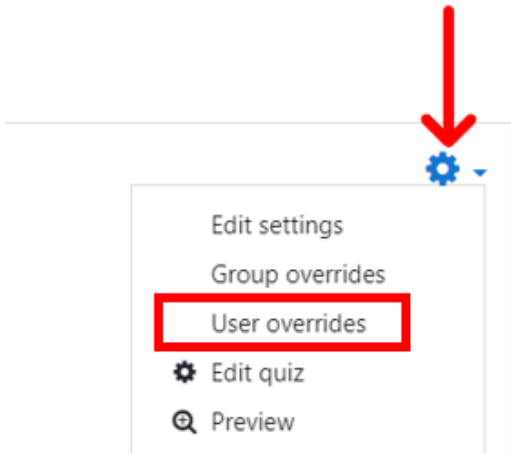 Edit settings
Group overrides
User overrides
Edit quiz
Preview